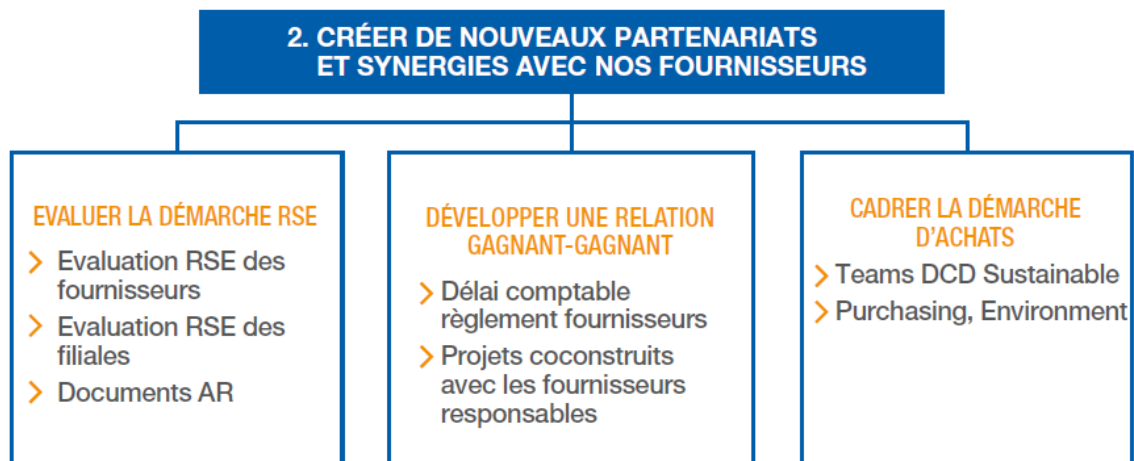 2. CRÉER DE NOUVEAUX PARTENARIATS
ET SYNERGIES AVEC NOS FOURNISSEURS
EVALUER LA DÉMARCHE RSE
Evaluation RSE des
fournisseurs
Evaluation RSE des
filiales
Documents AR
DÉVELOPPER UNE RELATION
GAGNANT-GAGNANT
Délai comptable
règlement fournisseurs
Projets coconstruits
avec les fournisseurs
responsables
CADRER LA DÉMARCHE
D'ACHATS
Teams DCD Sustainable
Purchasing, Environment